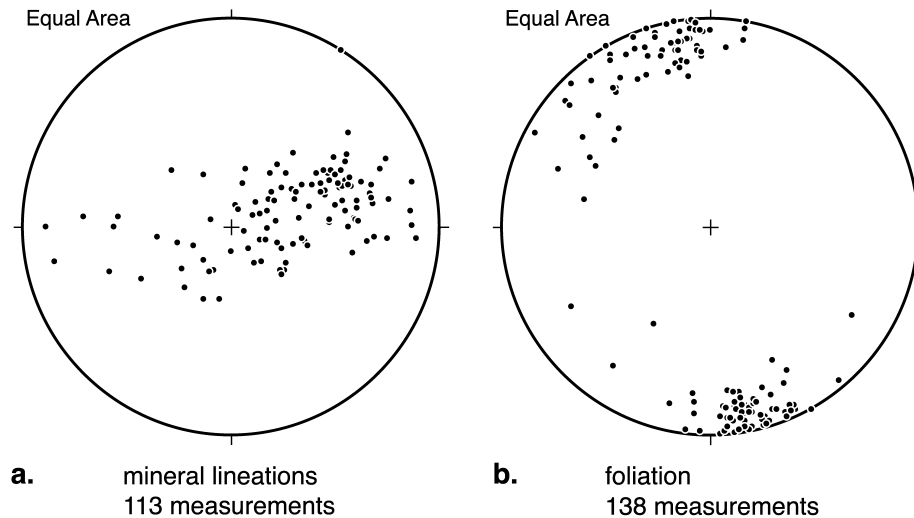 Equal Area
Equal Area
a.
mineral lineations
113 measurements
b.
foliation
138 measurements